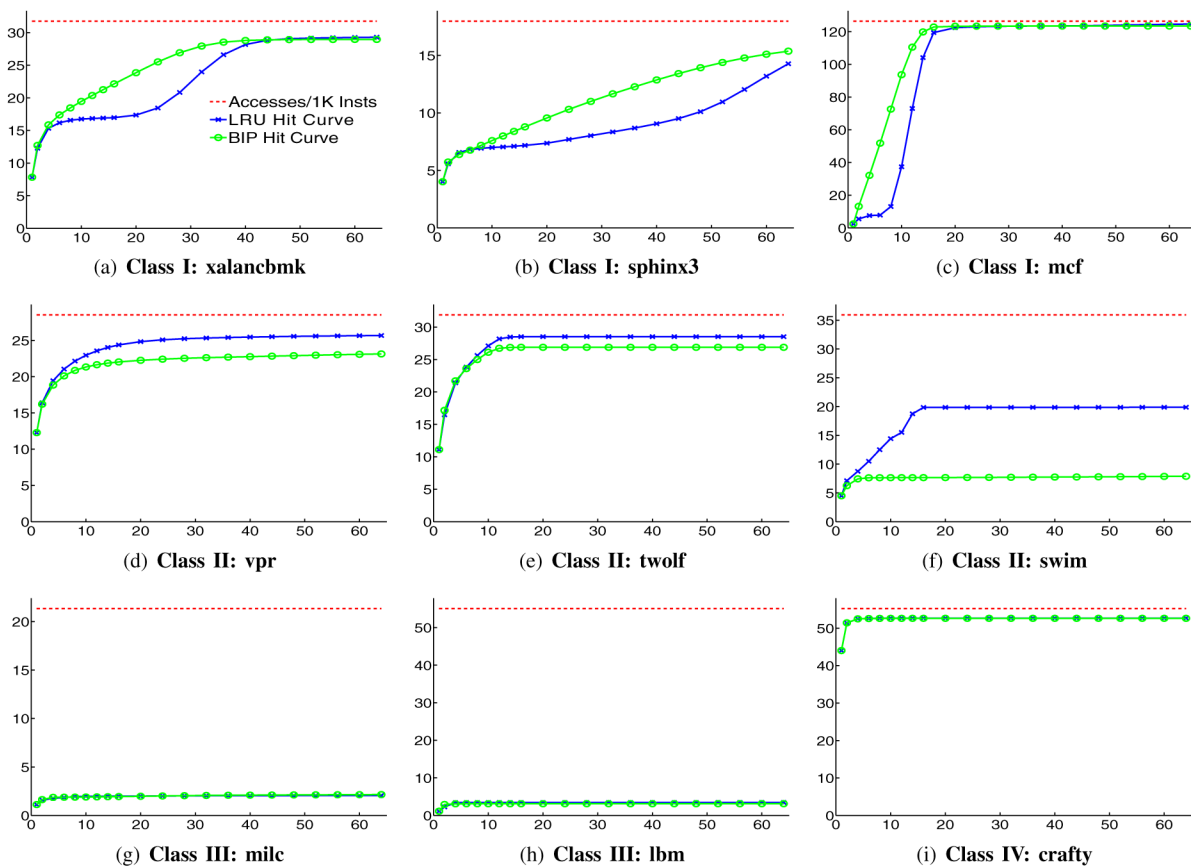 30
25
20
15
10
5
0
0 10 20 30 40 50 60
Accesses/1K Insts
LRU Hit Curve
BIP Hit Curve
(a) Class I: xalancbmk
15
10
5
0
0 10 20 30 40 50 60
(b) Class I: sphinx3
120
100
80
60
40
20
0
0 10 20 30 40 50 60
(c) Class I: mcf
25
20
15
10
5
0
0 10 20 30 40 50 60
(d) Class II: vpr
30
25
20
15
10
5
0
0 10 20 30 40 50 60
(e) Class II: twolf
35
30
25
20
15
10
5
0
0 10 20 30 40 50 60
(f) Class II: swim
20
15
10
5
0
0 10 20 30 40 50 60
(g) Class III: milc
50
40
30
20
10
0
0 10 20 30 40 50 60
(h) Class III: lbm
50
40
30
20
10
0
0 10 20 30 40 50 60
(i) Class IV: crafty